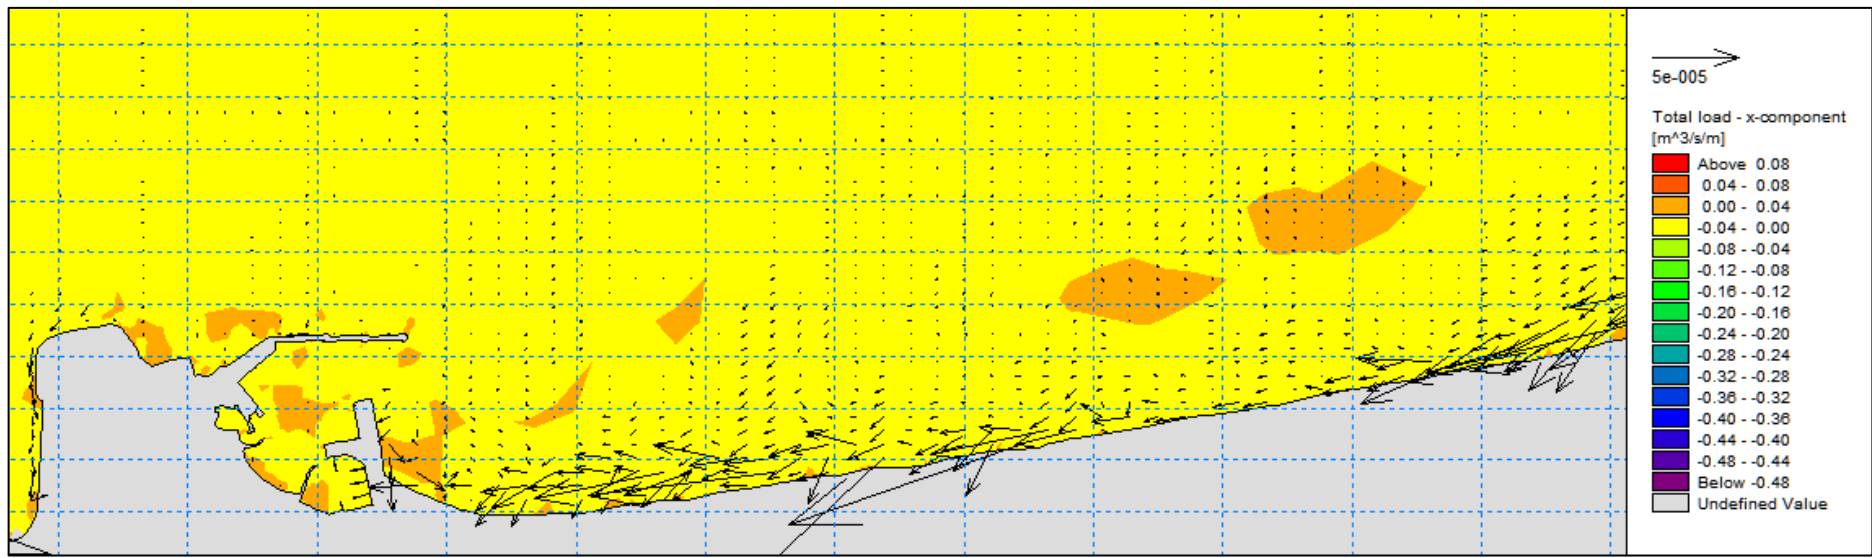 5e-005
Total load - x-component
[m^3/s/m]
Above 0.08
0.04 - 0.08
0.00 - 0.04
-0.04 - 0.00
-0.08 - -0.04
-0.12 - -0.08
-0.16 - -0.12
-0.20 - -0.16
-0.24 - -0.20
-0.28 - -0.24
-0.32 - -0.28
-0.36 - -0.32
-0.40 - -0.36
-0.44 - -0.40
-0.48 - -0.44
Below -0.48
Undefined Value